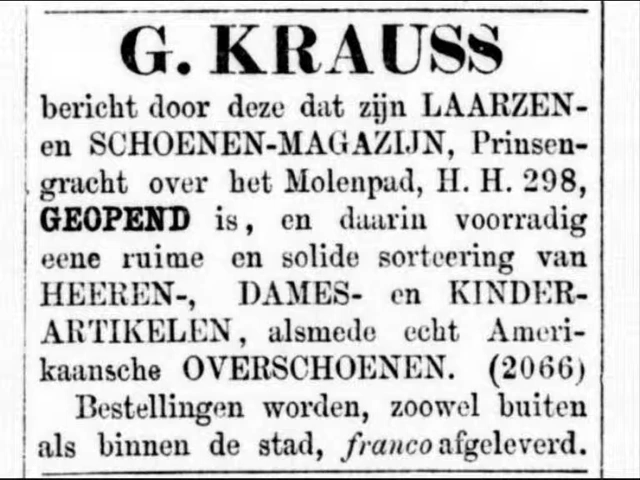 G. KRAUSS
bericht door deze dat zijn LAARZEN-
en SCHOENEN-MAGAZIJN, Prinsen-
gracht over het Molenpad, H. H. 298,
GEOPEND is, en daarin voorradig
eene ruime en solide sorteering van
HEEREN-, DAMES- en KINDER-
ARTIKELEN, alsmede echt Ameri-
kaansche OVERSCHOENEN. (2066)
Bestellingen worden, zoowel buiten
als binnen de stad, franco afgeleverd.